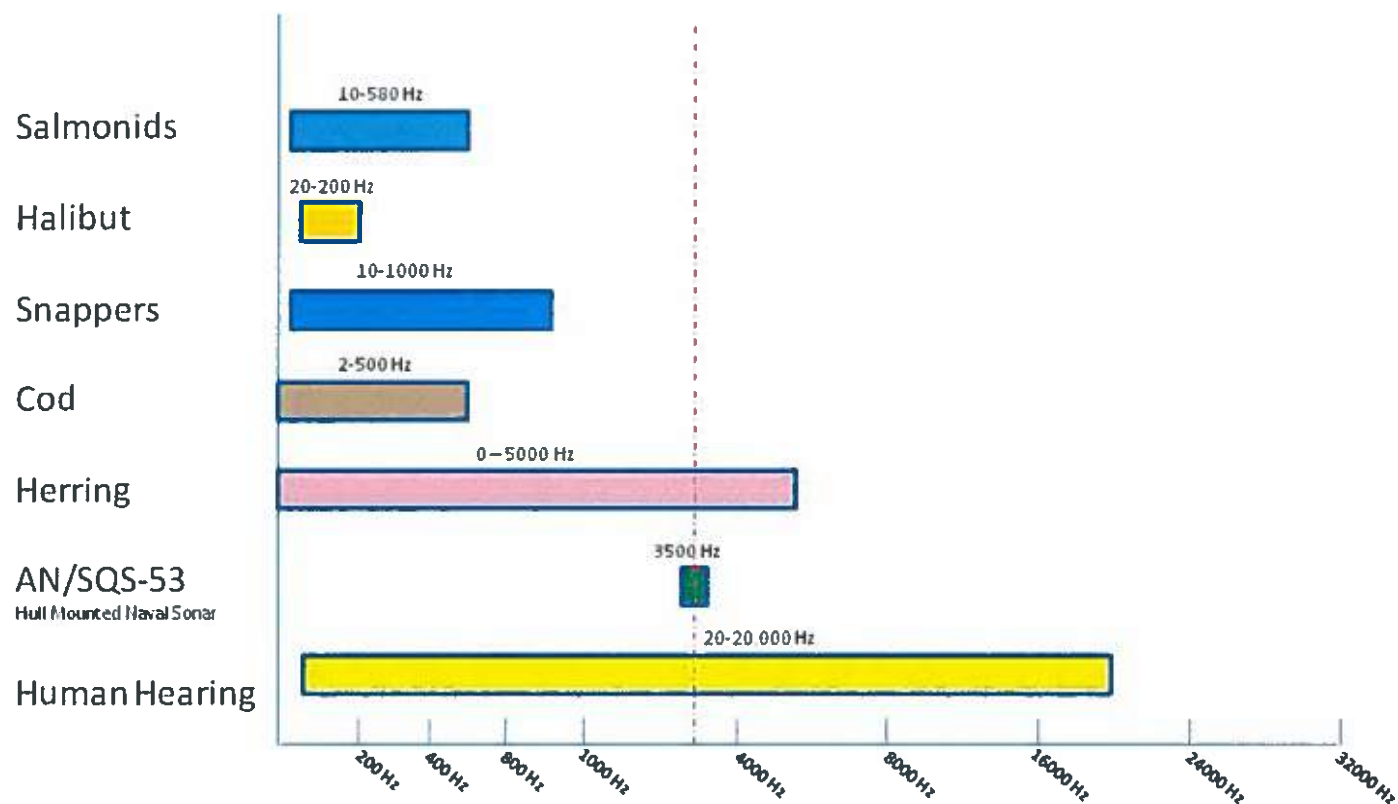 10-580 Hz
Salmonids
20-200 Hz
Halibut
10-1000 Hz
Snappers
2-500 Hz
Cod
0–5000 Hz
Herring
3500 Hz
AN/SQS-53
Hull Mounted Naval Sonar
20-20 000 Hz
Human Hearing
200 Hz
400 Hz
800 Hz
1000 Hz
4000 Hz
8000 Hz
16000 Hz
24000 Hz
32000 Hz